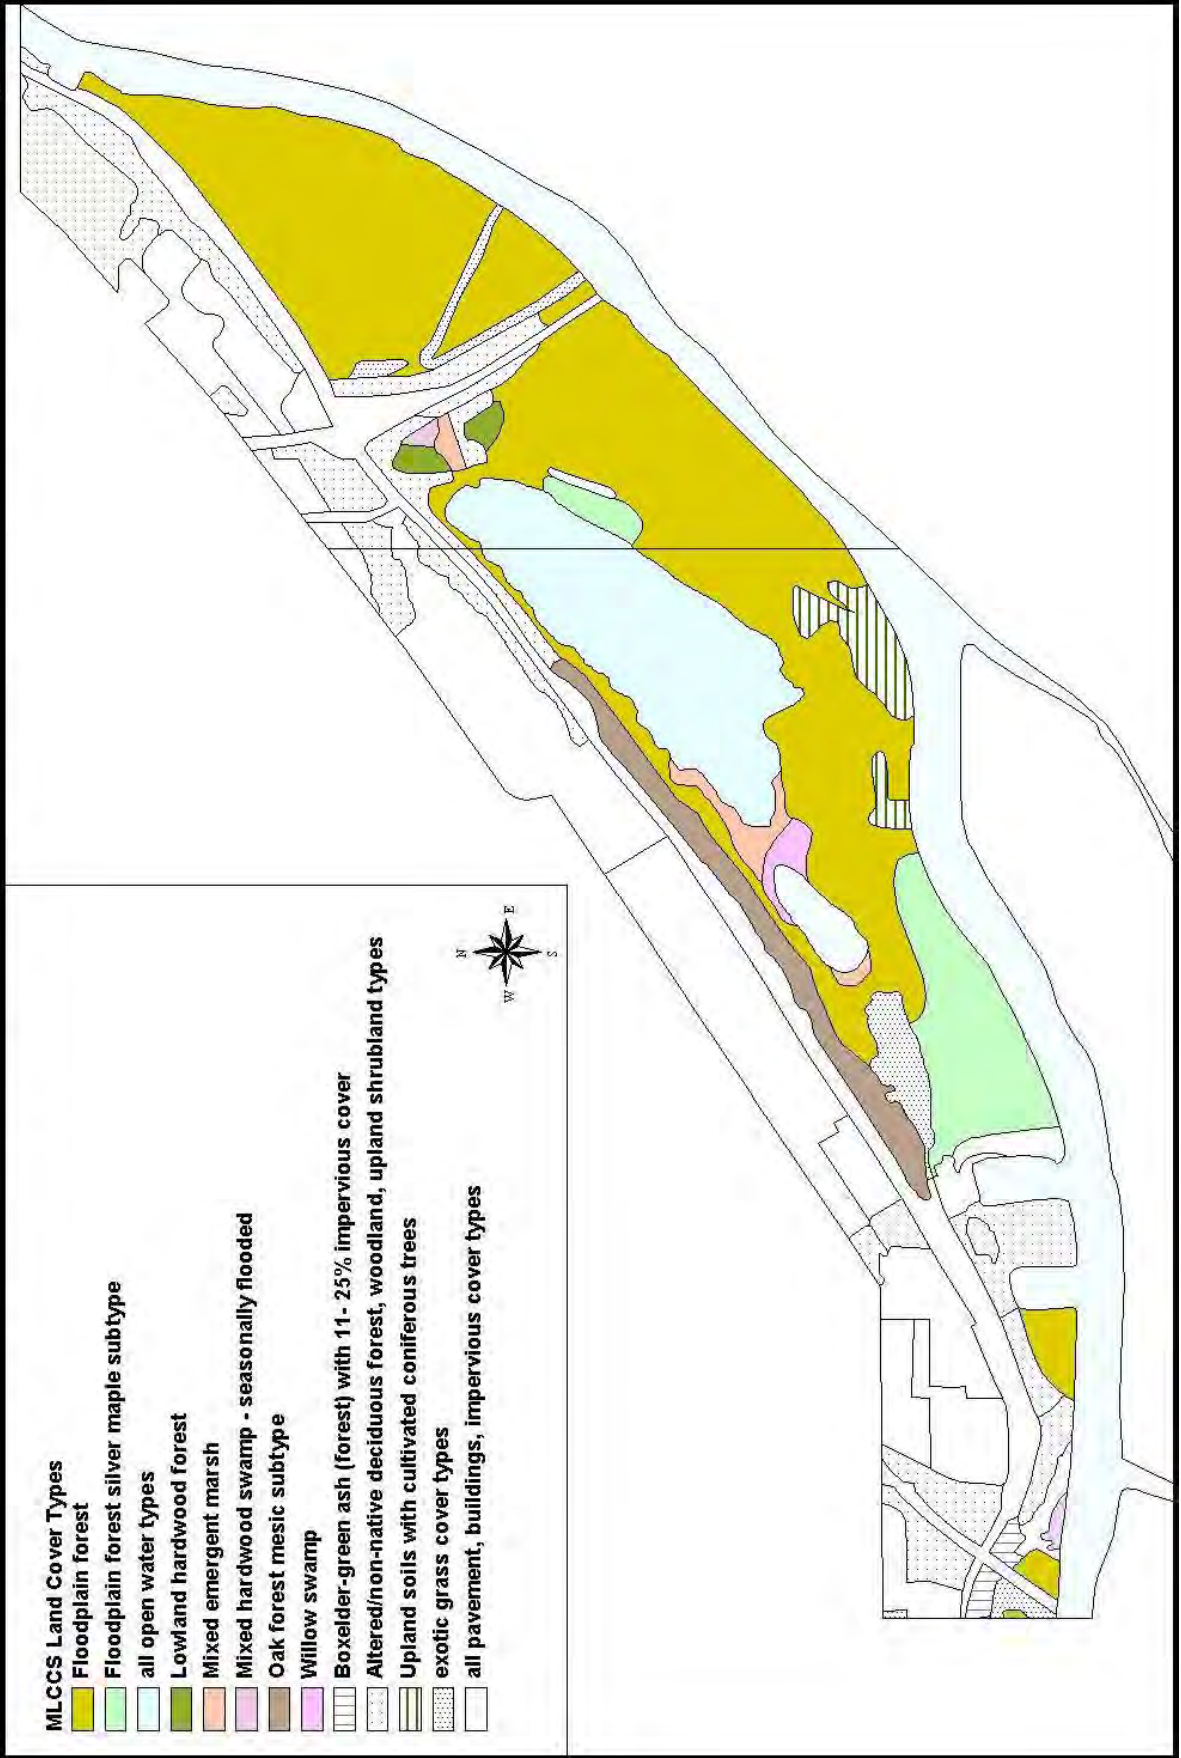 MLCCS Land Cover Types
Floodplain forest
Floodplain forest silver maple subtype
all open water types
Lowland hardwood forest
Mixed emergent marsh
Mixed hardwood swamp - seasonally flooded
Oak forest mesic subtype
Willow swamp
Boxelder-green ash (forest) with 11- 25% impervious cover
Altered/non-native deciduous forest, woodland, upland shrubland types
Upland soils with cultivated coniferous trees
exotic grass cover types
all pavement, buildings, impervious cover types
N
W
E
S